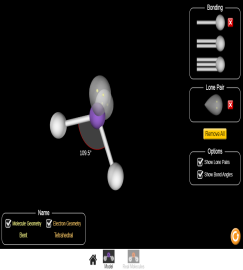 Bonding
Lone Pair
Remove All
Options
Show Lone Pairs
Show Bond Angles
109.5°
Name
Molecule Geometry
Electron Geometry
Bent
Tetrahedral
Model
Real Molecules